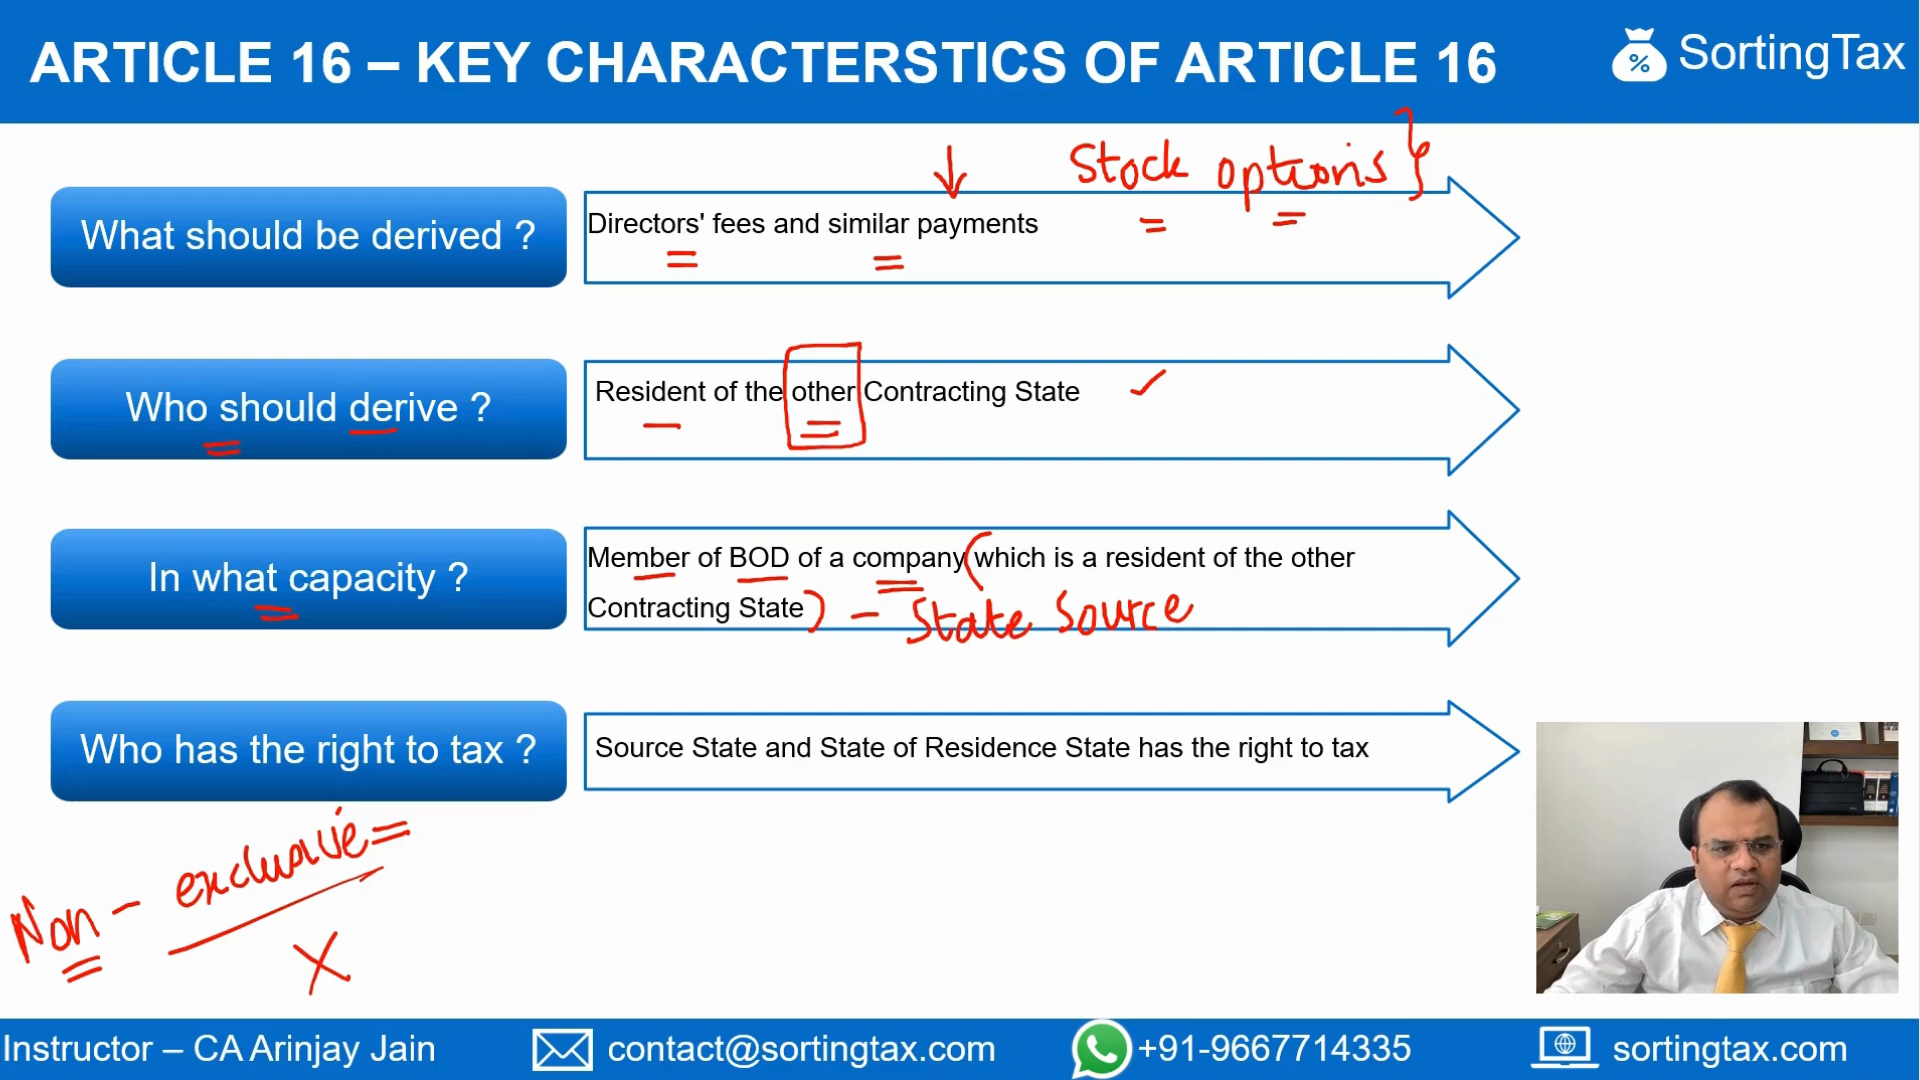 ARTICLE 16 – KEY CHARACTERSTICS OF ARTICLE 16
% SortingTax
Stock options
What should be derived ?
Directors' fees and similar payments
Who should derive ?
Resident of the other Contracting State
In what capacity ?
Member of BOD of a company (which is a resident of the other
Contracting State) – State Source
Who has the right to tax ?
Source State and State of Residence State has the right to tax
Non - exclusive
Instructor – CA Arinjay Jain
contact@sortingtax.com
+91-9667714335
sortingtax.com